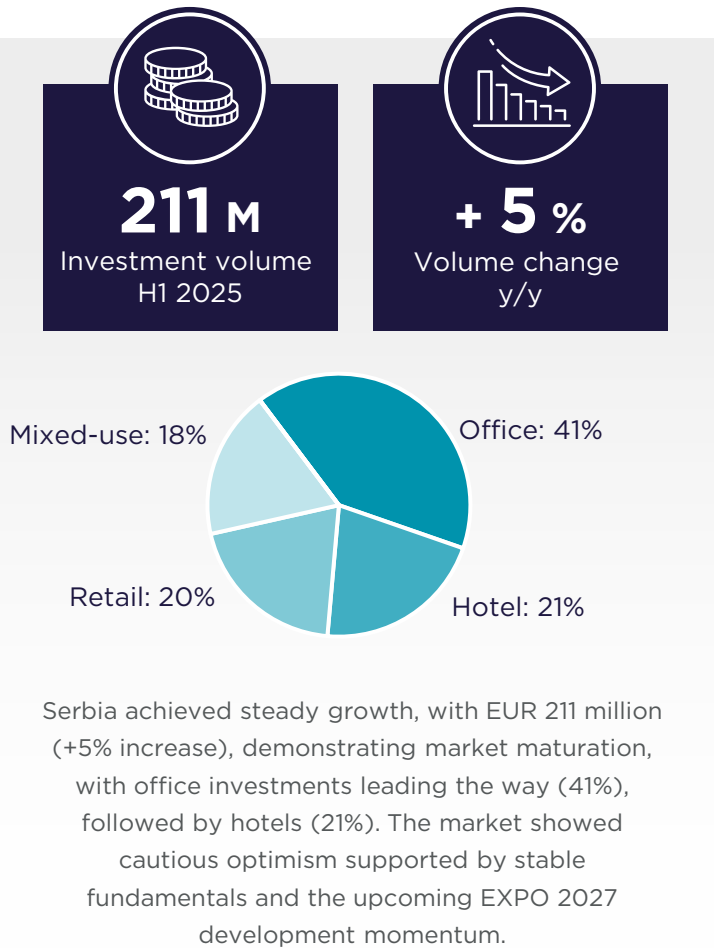 211 M
Investment volume
H1 2025
+ 5 %
Volume change
y/y
Mixed-use: 18%
Office: 41%
Retail: 20%
Hotel: 21%
Serbia achieved steady growth, with EUR 211 million
(+5% increase), demonstrating market maturation,
with office investments leading the way (41%),
followed by hotels (21%). The market showed
cautious optimism supported by stable
fundamentals and the upcoming EXPO 2027
development momentum.